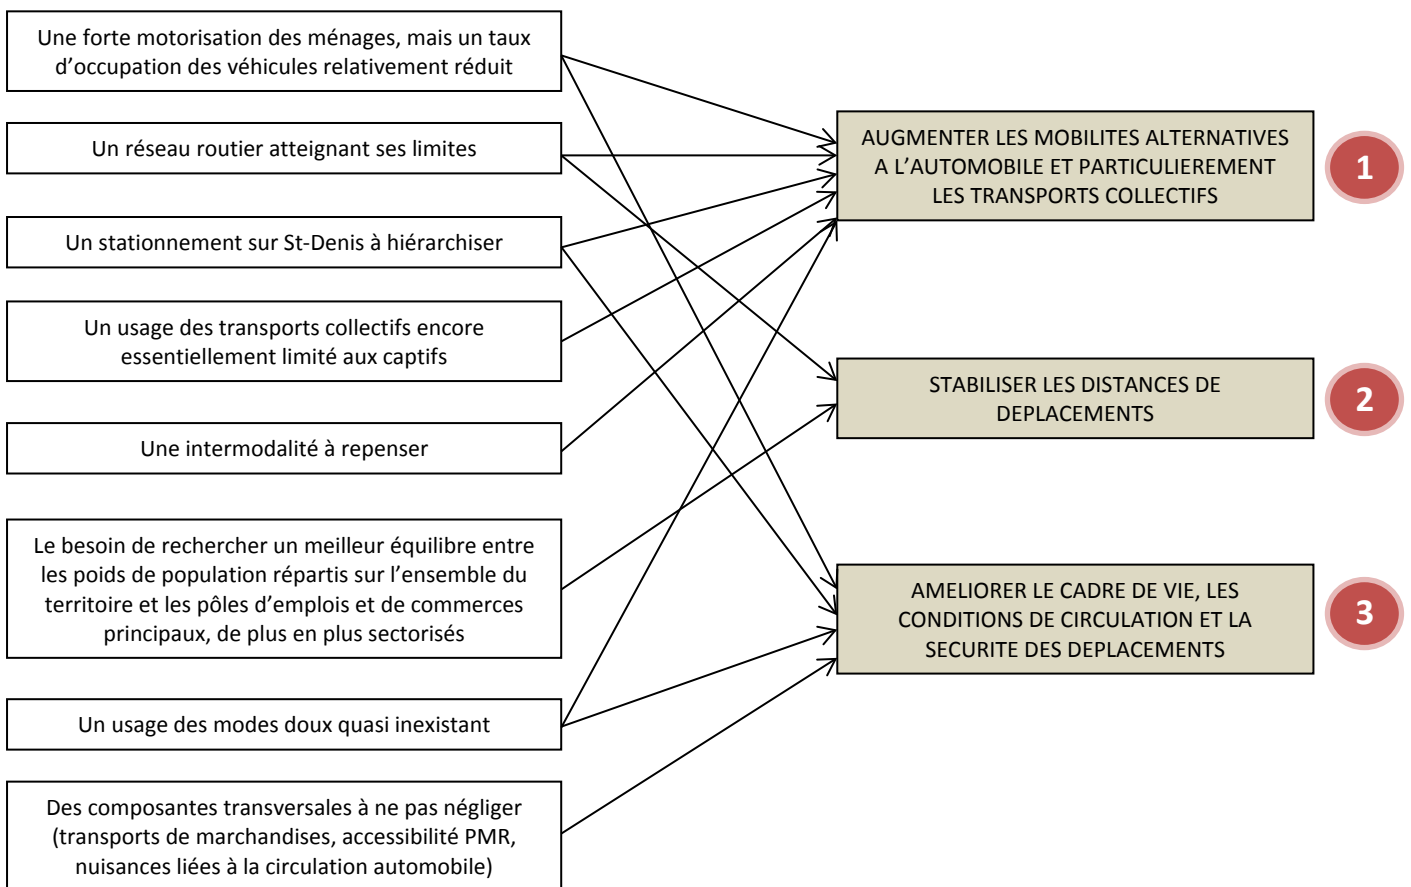 Une forte motorisation des ménages, mais un taux
d’occupation des véhicules relativement réduit
Un réseau routier atteignant ses limites
Un stationnement sur St-Denis à hiérarchiser
Un usage des transports collectifs encore
essentiellement limité aux captifs
Une intermodalité à repenser
Le besoin de rechercher un meilleur équilibre entre
les poids de population répartis sur l’ensemble du
territoire et les pôles d’emplois et de commerces
principaux, de plus en plus sectorisés
Un usage des modes doux quasi inexistant
Des composantes transversales à ne pas négliger
(transports de marchandises, accessibilité PMR,
nuisances liées à la circulation automobile)
AUGMENTER LES MOBILITES ALTERNATIVES
A L’AUTOMOBILE ET PARTICULIEREMENT
LES TRANSPORTS COLLECTIFS
1
STABILISER LES DISTANCES DE
DEPLACEMENTS
2
AMELIORER LE CADRE DE VIE, LES
CONDITIONS DE CIRCULATION ET LA
SECURITE DES DEPLACEMENTS
3